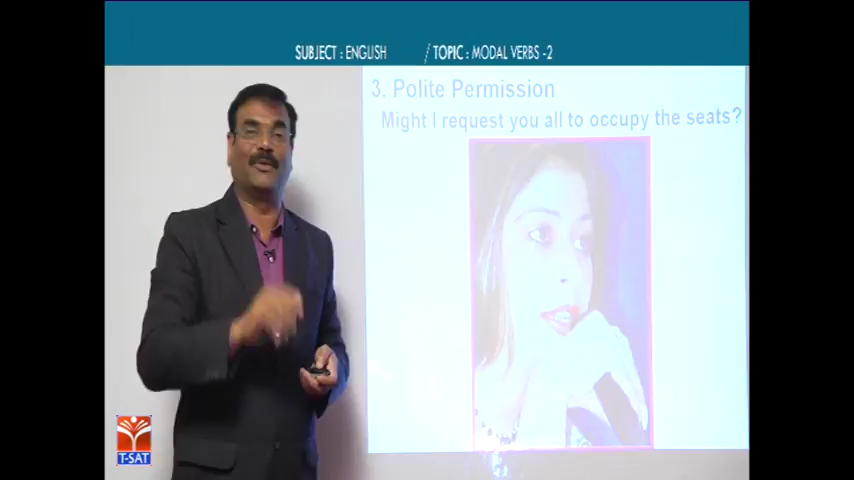 SUBJECT : ENGLISH / TOPIC : MODAL VERBS -2
3. Polite Permission
Might I request you all to occupy the seats?
T-SAT